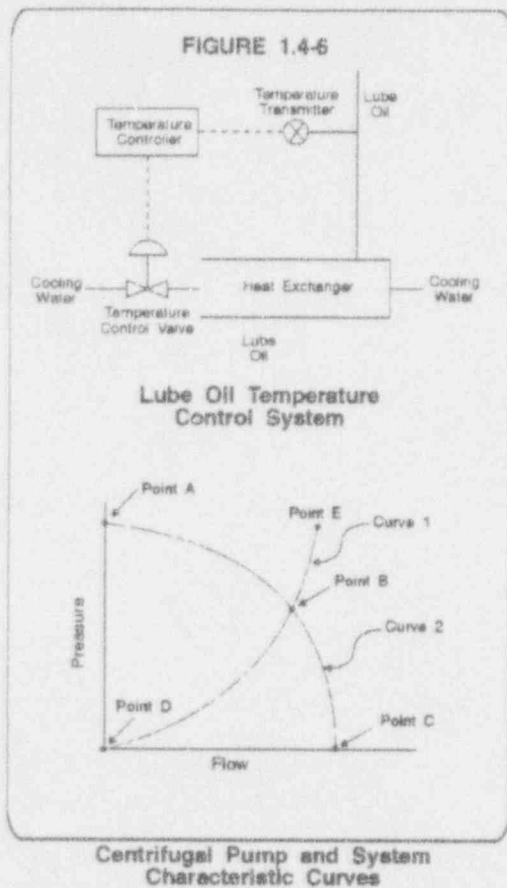 FIGURE 1.4-6
Temperature
Transmitter
Lube
Oil
Temperature
Controller
Cooling
Water
Heat Exchanger
Cooling
Water
Temperature
Control Valve
Lube
Oil
Lube Oil Temperature
Control System
Point A
Point E
Curve 1
Point B
Pressure
Curve 2
Point D
Point C
Flow
Centrifugal Pump and System
Characteristic Curves